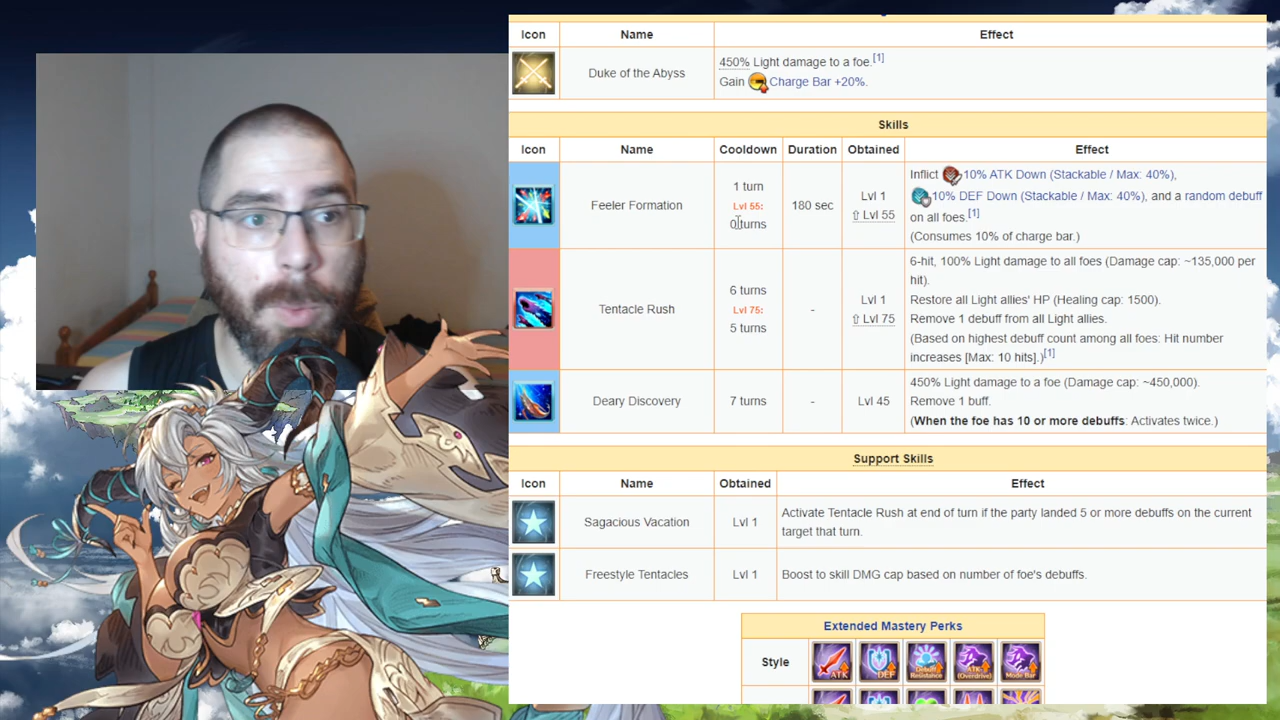 Icon Name Effect
Duke of the Abyss
450% Light damage to a foe.[1]
Gain Charge Bar +20%.
Skills
Icon Name Cooldown Duration Obtained Effect
Feeler Formation
1 turn
Lvl 55:
0 turns
180 sec
Lvl 1
⇧ Lvl 55
Inflict 10% ATK Down (Stackable / Max: 40%),
10% DEF Down (Stackable / Max: 40%), and a random debuff
on all foes.[1]
(Consumes 10% of charge bar.)
Tentacle Rush
6 turns
Lvl 75:
5 turns
-
Lvl 1
⇧ Lvl 75
6-hit, 100% Light damage to all foes (Damage cap: ~135,000 per
hit).
Restore all Light allies' HP (Healing cap: 1500).
Remove 1 debuff from all Light allies.
(Based on highest debuff count among all foes: Hit number
increases [Max: 10 hits].)[1]
Deary Discovery
7 turns
-
Lvl 45
450% Light damage to a foe (Damage cap: ~450,000).
Remove 1 buff.
(When the foe has 10 or more debuffs: Activates twice.)
Support Skills
Icon Name Obtained Effect
Sagacious Vacation
Lvl 1
Activate Tentacle Rush at end of turn if the party landed 5 or more debuffs on the current
target that turn.
Freestyle Tentacles
Lvl 1
Boost to skill DMG cap based on number of foe's debuffs.
Extended Mastery Perks
Style
ATK
DEF
Debuff
Resistance
ATK
(Overdrive)
Mode Bar